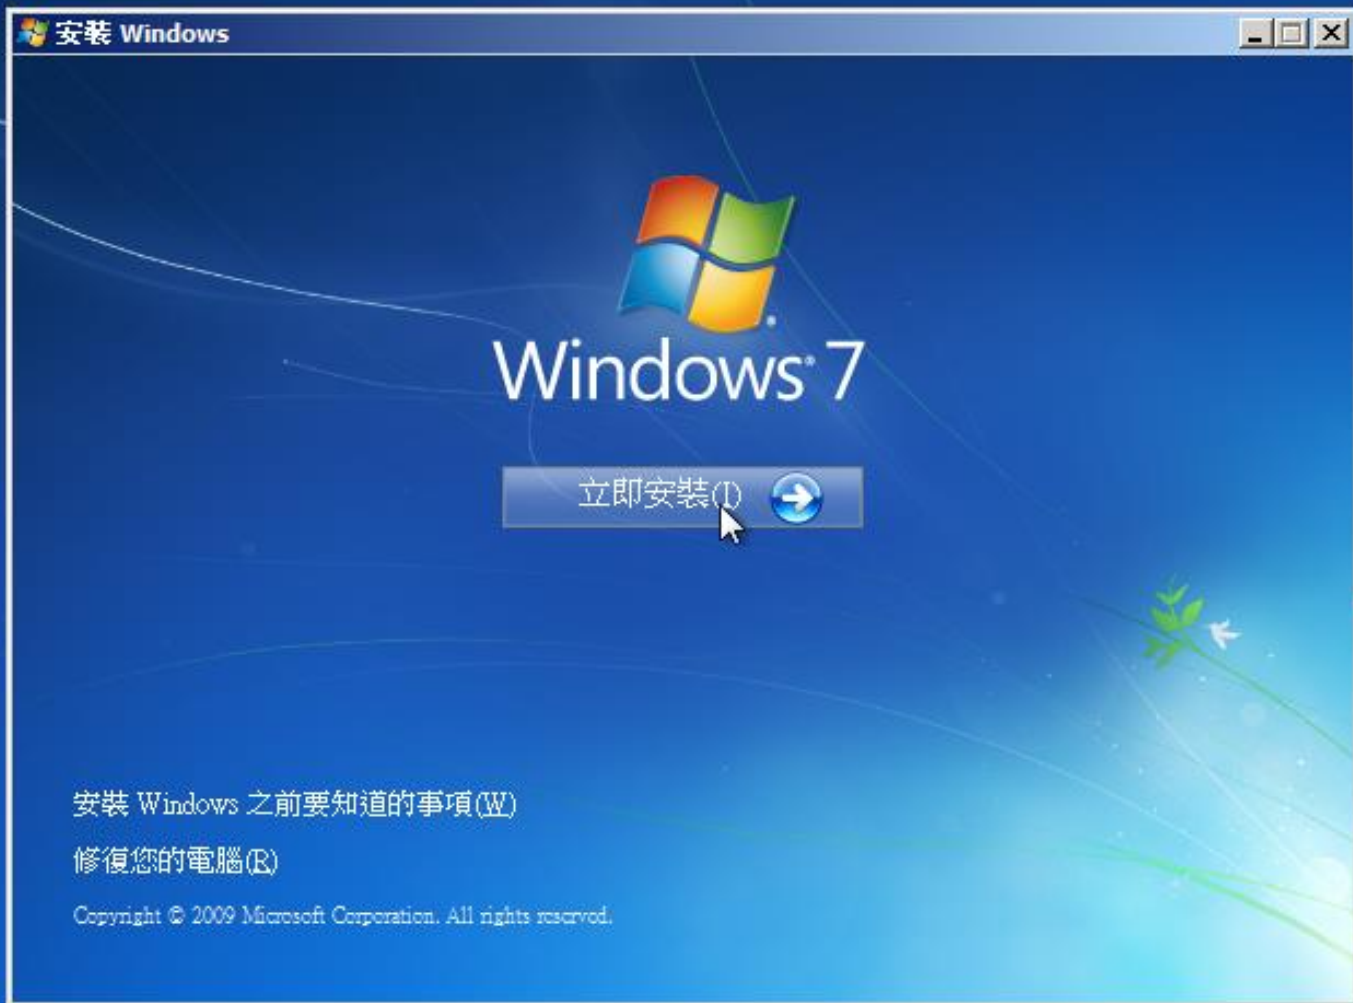 安裝 Windows
Windows® 7
立即安裝(I)
安裝 Windows 之前要知道的事項(W)
修復您的電腦(R)
Copyright © 2009 Microsoft Corporation. All rights reserved.